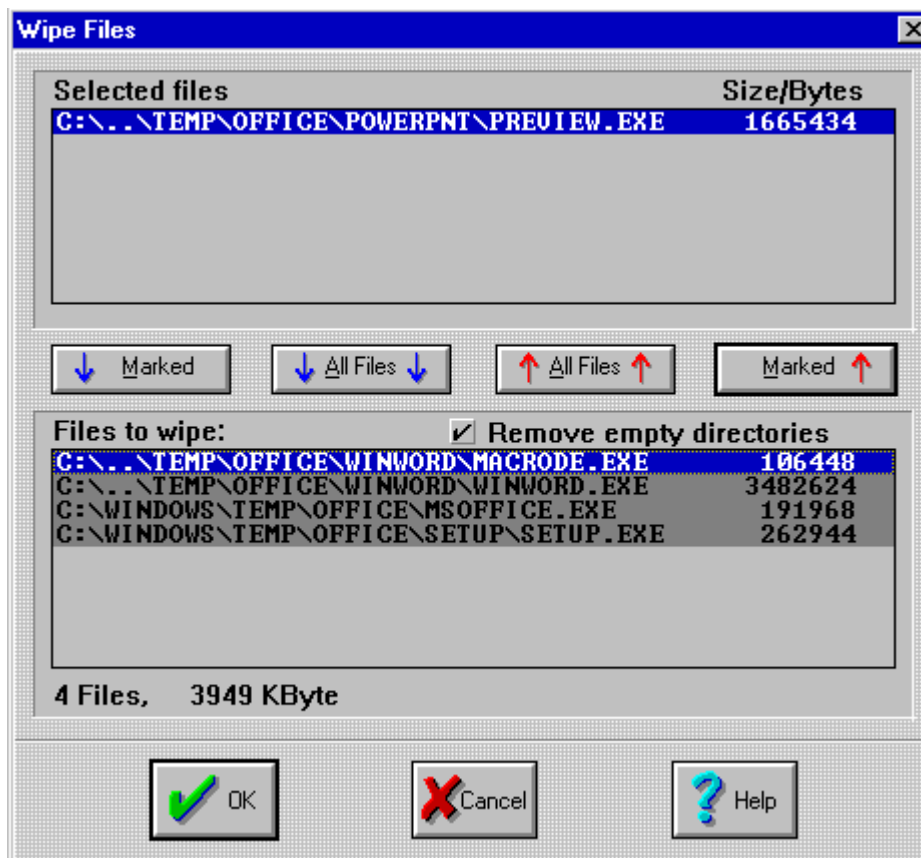 Wipe Files
Selected files Size/Bytes
C:\..\TEMP\OFFICE\POWERPNT\PREVIEW.EXE 1665434
Marked All Files All Files Marked
Files to wipe: Remove empty directories
C:\..\TEMP\OFFICE\WINWORD\MACRODE.EXE 106448
C:\..\TEMP\OFFICE\WINWORD\WINWORD.EXE 3482624
C:\WINDOWS\TEMP\OFFICE\MSOFFICE.EXE 191968
C:\WINDOWS\TEMP\OFFICE\SETUP\SETUP.EXE 262944
4 Files, 3949 KByte
OK Cancel Help